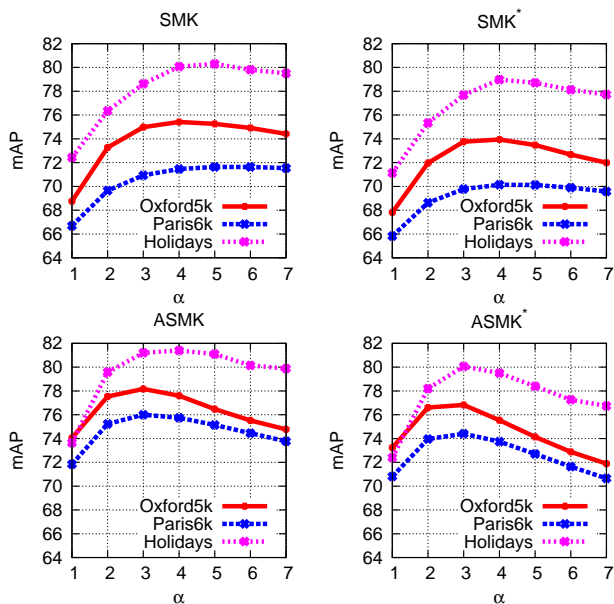 SMK
82
80
78
76
74
72
70
68
66
64
mAP
Oxford5k
Paris6k
Holidays
1 2 3 4 5 6 7
α
SMK*
82
80
78
76
74
72
70
68
66
64
mAP
Oxford5k
Paris6k
Holidays
1 2 3 4 5 6 7
α
ASMK
82
80
78
76
74
72
70
68
66
64
mAP
Oxford5k
Paris6k
Holidays
1 2 3 4 5 6 7
α
ASMK*
82
80
78
76
74
72
70
68
66
64
mAP
Oxford5k
Paris6k
Holidays
1 2 3 4 5 6 7
α